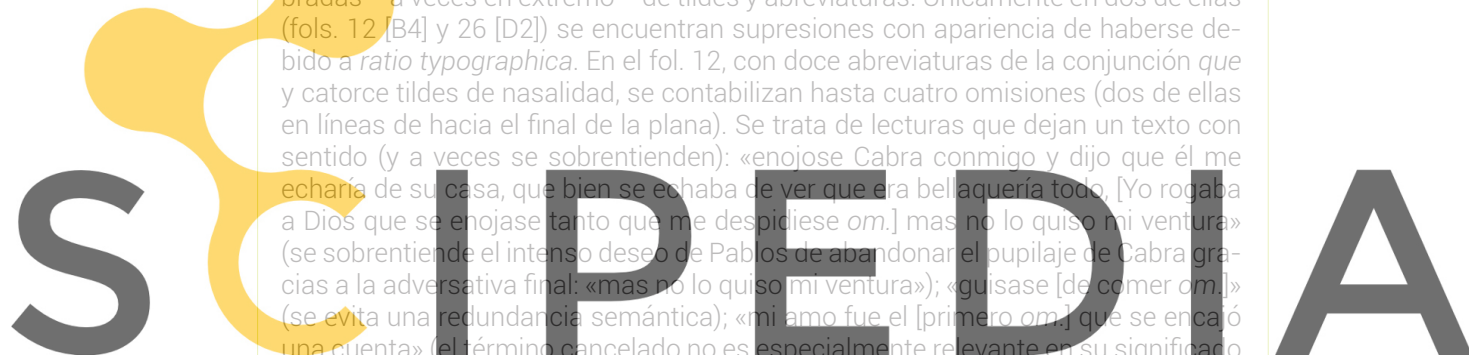 bradas – a veces en extremo – de tildes y abreviaturas. Únicamente en dos de ellas
(fols. 12 [B4] y 26 [D2]) se encuentran supresiones con apariencia de haberse de-
bido a ratio typographica. En el fol. 12, con doce abreviaturas de la conjunción que
y catorce tildes de nasalidad, se contabilizan hasta cuatro omisiones (dos de ellas
en líneas de hacia el final de la plana). Se trata de lecturas que dejan un texto con
sentido (y a veces se sobrentienden): «enojose Cabra conmigo y dijo que él me
echaría de su casa, que bien se echaba de ver que era bellaquería todo, [Yo rogaba
a Dios que se enojase tanto que me despidiese om.] mas no lo quiso mi ventura»
(se sobrentiende el intenso deseo de Pablos de abandonar el pupilaje de Cabra gra-
cias a la adversativa final: «mas no lo quiso mi ventura»); «guisase [de comer om.]»
(se evita una redundancia semántica); «mi amo fue el [primero om.] que se encajó
una cuenta» (el término cancelado no es especialmente relevante en su significado
SCIPEDIA